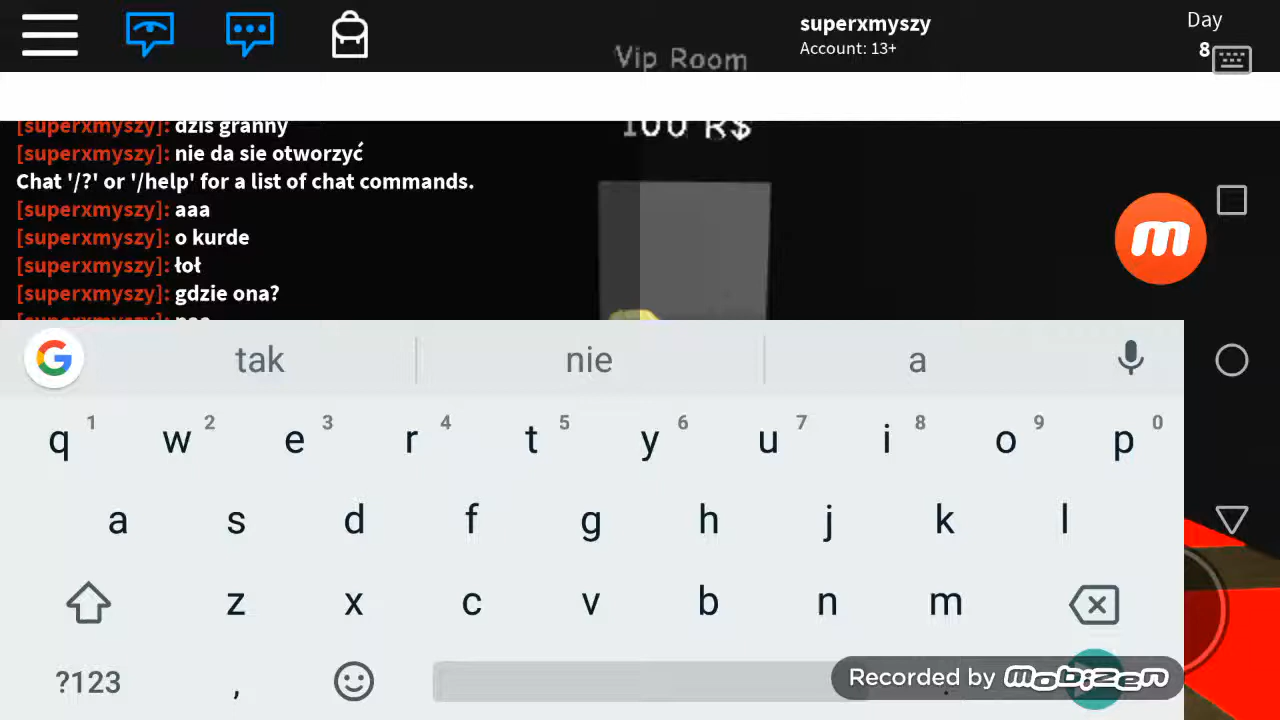 superxmyszy
Account: 13+
Day
8
Vip Room
100 R$
[superxmyszy]: dzis granny
[superxmyszy]: nie da sie otworzyć
Chat '/?' or '/help' for a list of chat commands.
[superxmyszy]: aaa
[superxmyszy]: o kurde
[superxmyszy]: łoł
[superxmyszy]: gdzie ona?
tak nie a
q 1 w 2 e 3 r 4 t 5 y 6 u 7 i 8 o 9 p 0
a s d f g h j k l
z x c v b n m
?123 , .
Recorded by mobizen